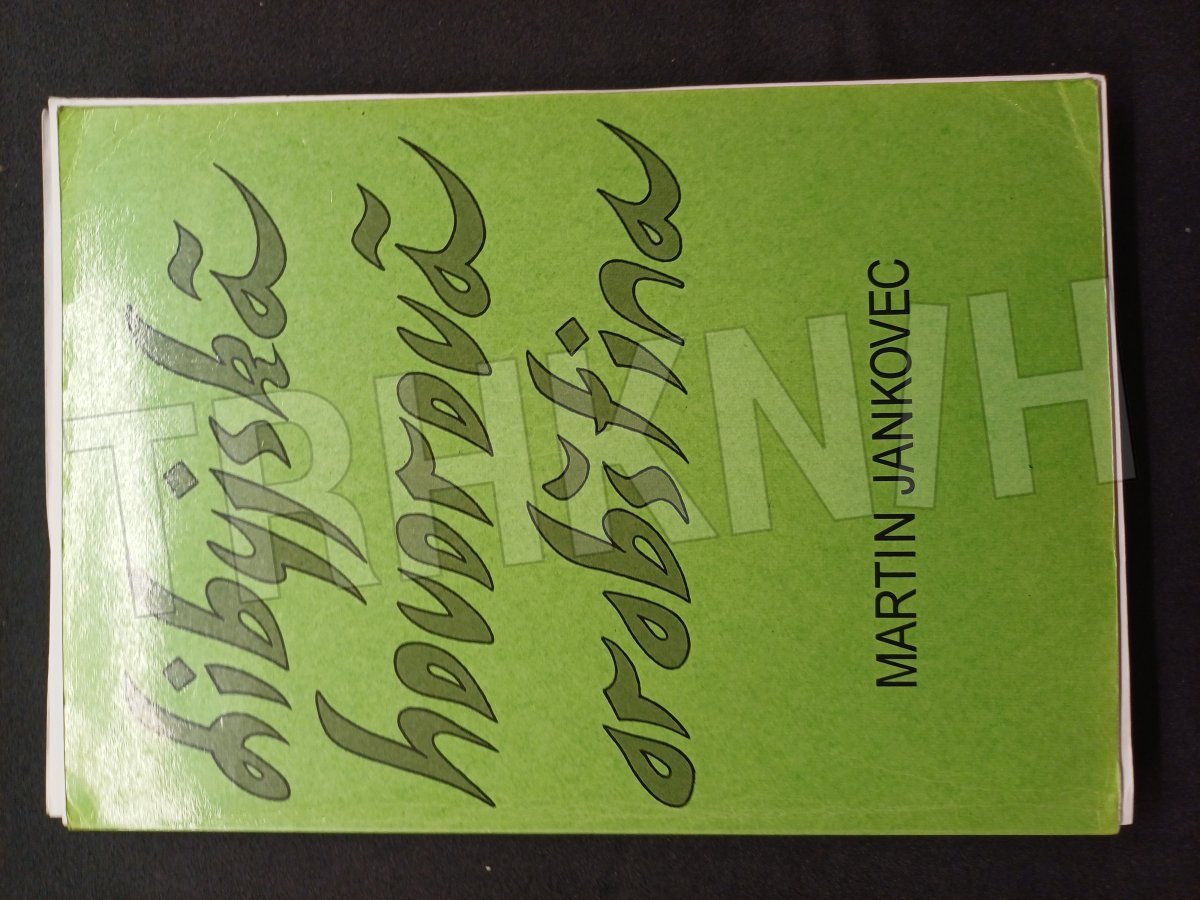 libyjská
hovorová
arabština
MARTIN JANKOVEC
TRHKNIH